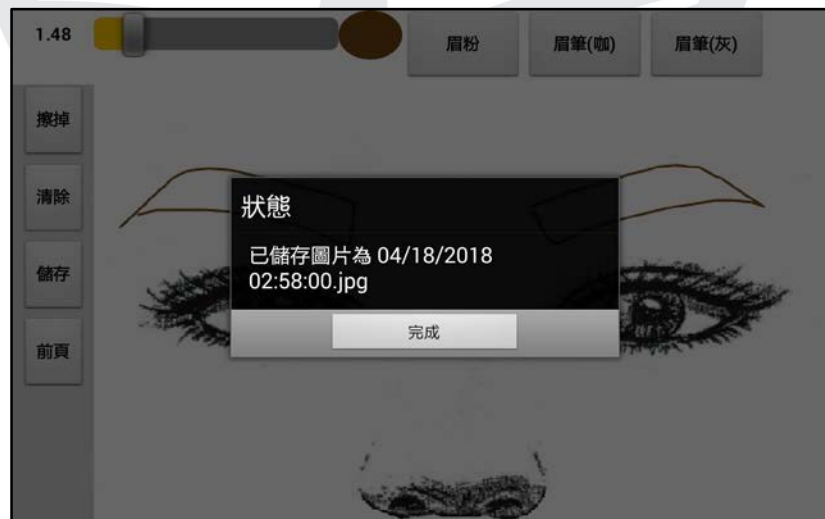 1.48
眉粉
眉筆(咖)
眉筆(灰)
擦掉
清除
儲存
前頁
狀態
已儲存圖片為 04/18/2018
02:58:00.jpg
完成